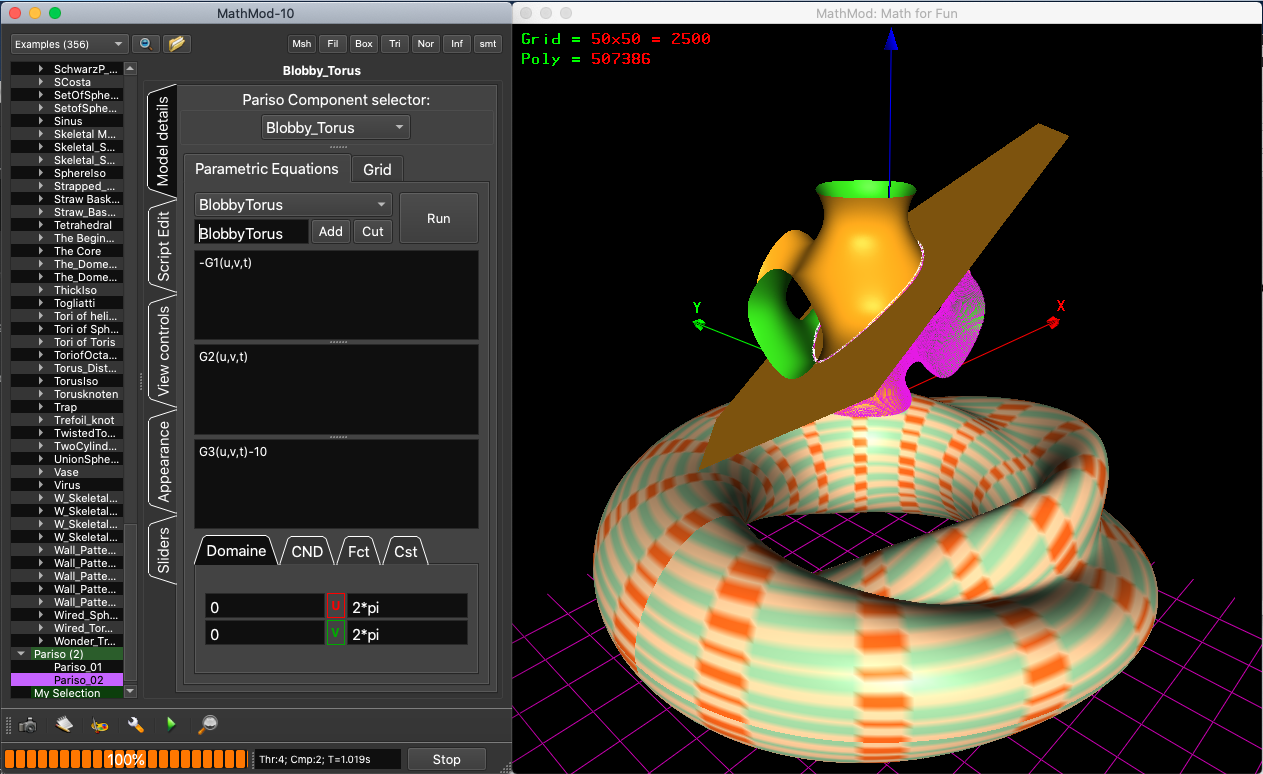 MathMod-10
Examples (356)
Msh Fil Box Tri Nor Inf smt
SchwarzP_...
SCosta
SetOfSphe...
SetofSphe...
Sinus
Skeletal M...
Skeletal_S...
Skeletal_S...
SphereIso
Strapped_...
Straw Bask...
Straw_Bas...
Tetrahedral
The Begin...
The Core
The_Dome...
The_Dome...
ThickIso
Togliatti
Tori of heli...
Tori of Sph...
Tori of Toris
ToriofOcta...
Torus_Dist...
TorusIso
Torusknoten
Trap
Trefoil_knot
TwistedTo...
TwoCylind...
UnionSphe...
Vase
Virus
W_Skeletal...
W_Skeletal...
W_Skeletal...
W_Skeletal...
Wall_Patte...
Wall_Patte...
Wall_Patte...
Wall_Patte...
Wall_Patte...
Wired_Sph...
Wired_Tor...
Wonder_Tr...
Pariso (2)
Pariso_01
Pariso_02
My Selection
Model details
Script Edit
View controls
Appearance
Sliders
Blobby_Torus
Pariso Component selector:
Blobby_Torus
Parametric Equations Grid
BlobbyTorus
Run
BlobbyTorus Add Cut
-G1(u,v,t)
G2(u,v,t)
G3(u,v,t)-10
Domaine CND Fct Cst
0 U 2*pi
0 V 2*pi
100% Thr:4; Cmp:2; T=1.019s Stop
MathMod: Math for Fun
Grid = 50x50 = 2500
Poly = 507386
Y
X